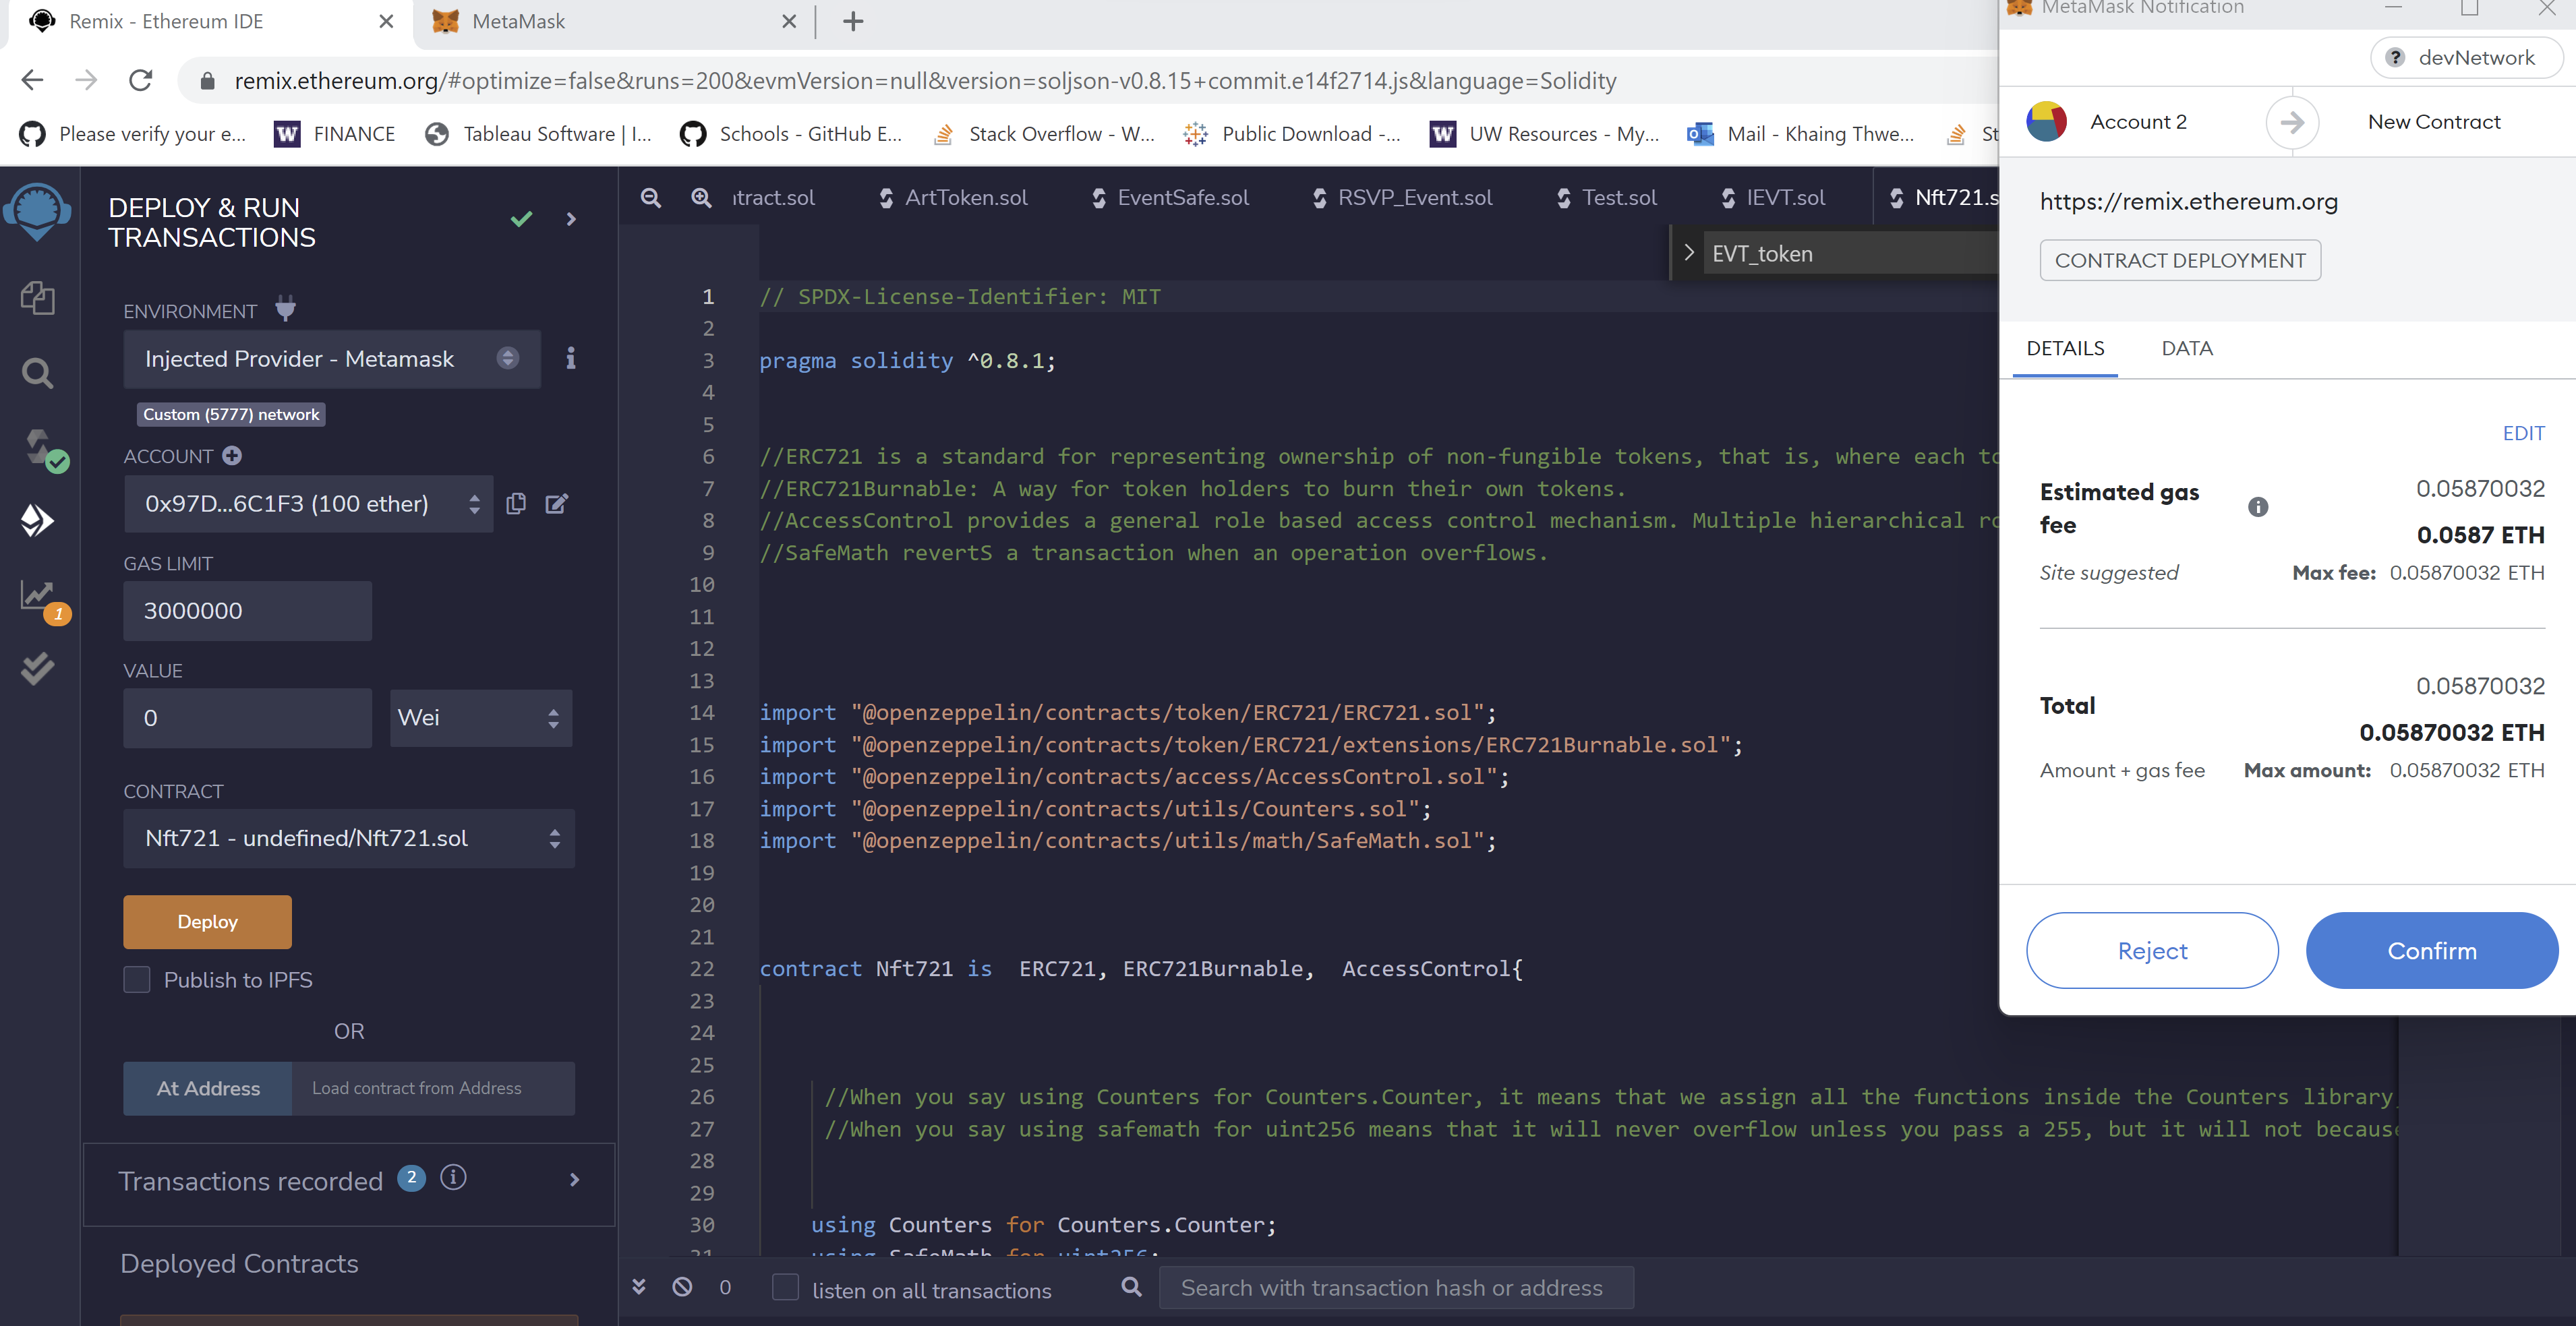 Remix - Ethereum IDE
MetaMask
remix.ethereum.org/#optimize=false&runs=200&evmVersion=null&version=soljson-v0.8.15+commit.e14f2714.js&language=Solidity
Please verify your e...
FINANCE
Tableau Software | I...
Schools - GitHub E...
Stack Overflow - W...
Public Download -...
UW Resources - My...
Mail - Khaing Thwe...
St
DEPLOY & RUN
TRANSACTIONS
ENVIRONMENT
Injected Provider - Metamask
Custom (5777) network
ACCOUNT
0x97D...6C1F3 (100 ether)
GAS LIMIT
3000000
VALUE
0
Wei
CONTRACT
Nft721 - undefined/Nft721.sol
Deploy
Publish to IPFS
OR
At Address
Load contract from Address
Transactions recorded 2
Deployed Contracts
1
ntract.sol
ArtToken.sol
EventSafe.sol
RSVP_Event.sol
Test.sol
IEVT.sol
Nft721.s
EVT_token
1 // SPDX-License-Identifier: MIT
2
3 pragma solidity ^0.8.1;
4
5
6 //ERC721 is a standard for representing ownership of non-fungible tokens, that is, where each to
7 //ERC721Burnable: A way for token holders to burn their own tokens.
8 //AccessControl provides a general role based access control mechanism. Multiple hierarchical ro
9 //SafeMath revertS a transaction when an operation overflows.
10
11
12
13
14 import "@openzeppelin/contracts/token/ERC721/ERC721.sol";
15 import "@openzeppelin/contracts/token/ERC721/extensions/ERC721Burnable.sol";
16 import "@openzeppelin/contracts/access/AccessControl.sol";
17 import "@openzeppelin/contracts/utils/Counters.sol";
18 import "@openzeppelin/contracts/utils/math/SafeMath.sol";
19
20
21
22 contract Nft721 is  ERC721, ERC721Burnable,  AccessControl{
23
24
25
26 //When you say using Counters for Counters.Counter, it means that we assign all the functions inside the Counters library
27 //When you say using safemath for uint256 means that it will never overflow unless you pass a 255, but it will not because
28
29
30 using Counters for Counters.Counter;
31 using SafeMath for uint256;
0
listen on all transactions
Search with transaction hash or address
MetaMask Notification
devNetwork
Account 2
New Contract
https://remix.ethereum.org
CONTRACT DEPLOYMENT
DETAILS
DATA
EDIT
Estimated gas
fee
0.05870032
0.0587 ETH
Site suggested
Max fee: 0.05870032 ETH
0.05870032
Total
0.05870032 ETH
Amount + gas fee
Max amount: 0.05870032 ETH
Reject
Confirm